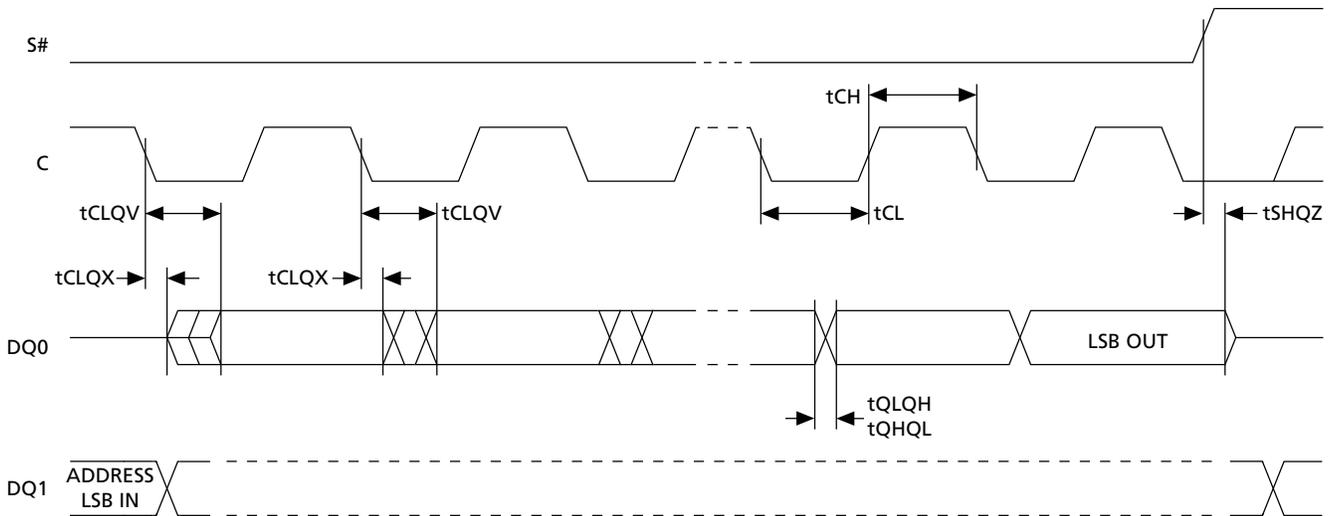 S#
tCH
C
tCLQV
tCLQV
tCL
tSHQZ
tCLQX
tCLQX
DQ0
LSB OUT
tQLQH
tQHQL
DQ1
ADDRESS
LSB IN